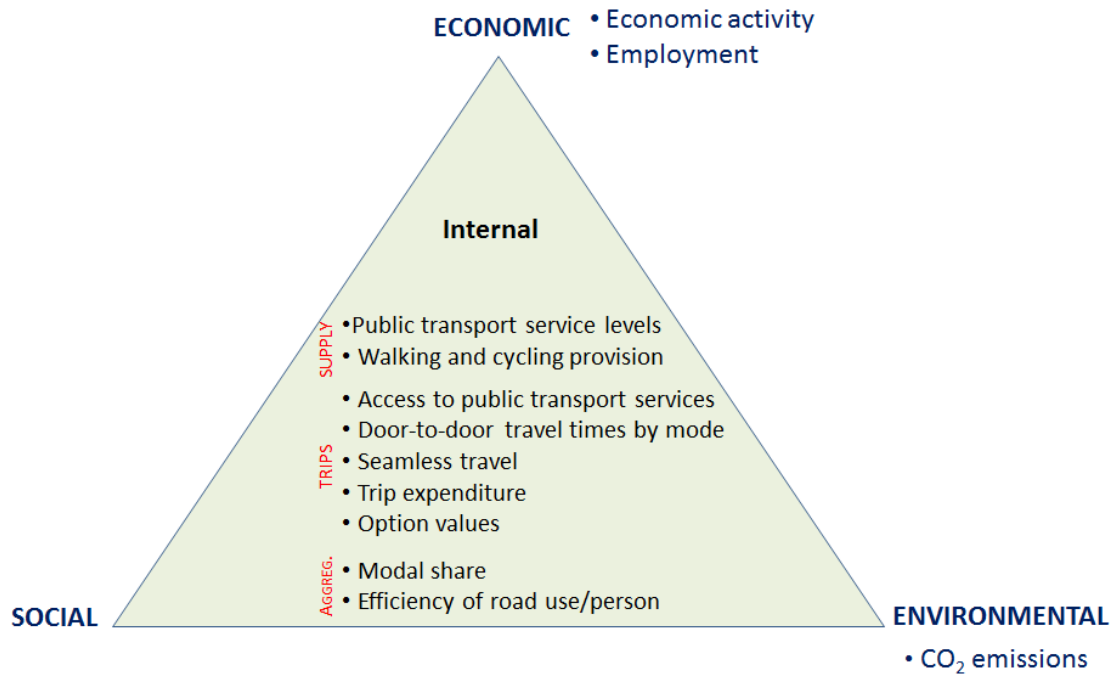 ECONOMIC
• Economic activity
• Employment
Internal
SUPPLY
•Public transport service levels
• Walking and cycling provision
TRIPS
• Access to public transport services
• Door-to-door travel times by mode
• Seamless travel
• Trip expenditure
• Option values
AGGREG.
• Modal share
• Efficiency of road use/person
SOCIAL
ENVIRONMENTAL
• CO₂ emissions